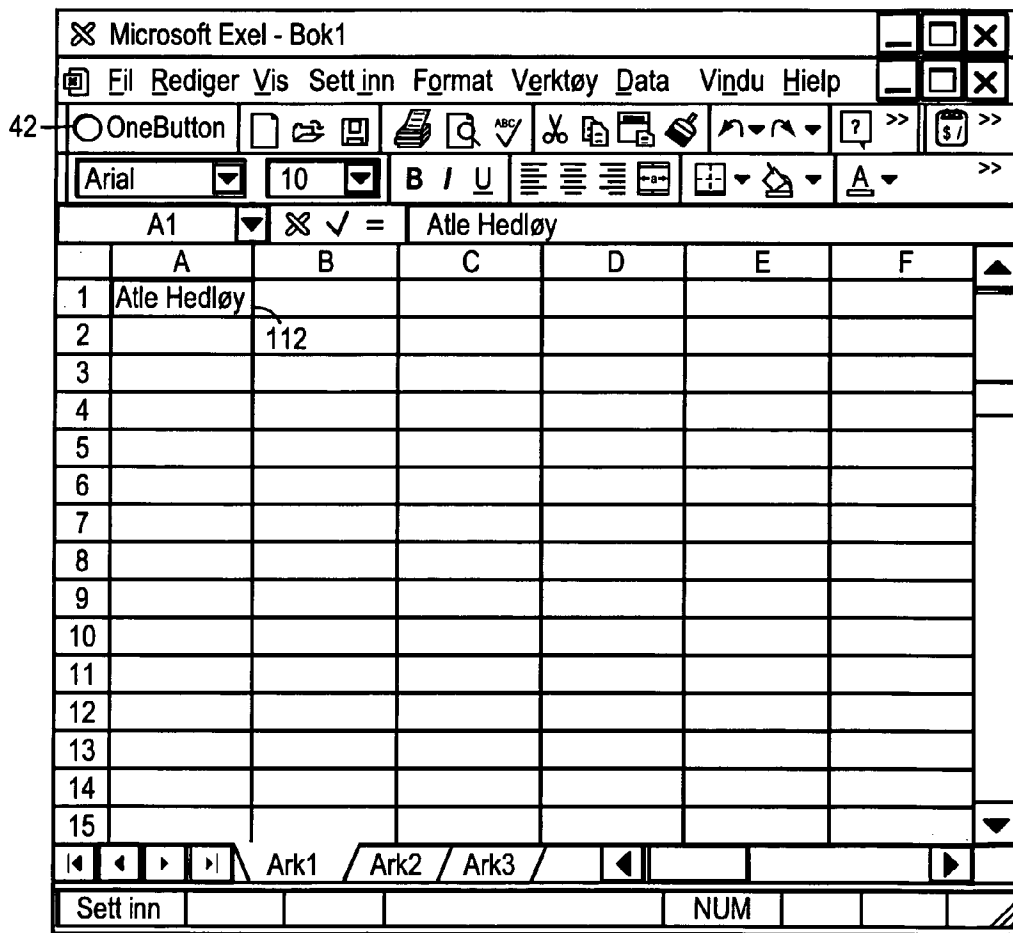 Microsoft Exel - Bok1
Fil Rediger Vis Sett inn Format Verktøy Data Vindu Hielp
42 OneButton ABC ? >> $ / >>
Arial 10 B I U a A >>
A1 = Atle Hedløy
A B C D E F
1 Atle Hedløy
2 112
3
4
5
6
7
8
9
10
11
12
13
14
15
Ark1 Ark2 Ark3
Sett inn NUM